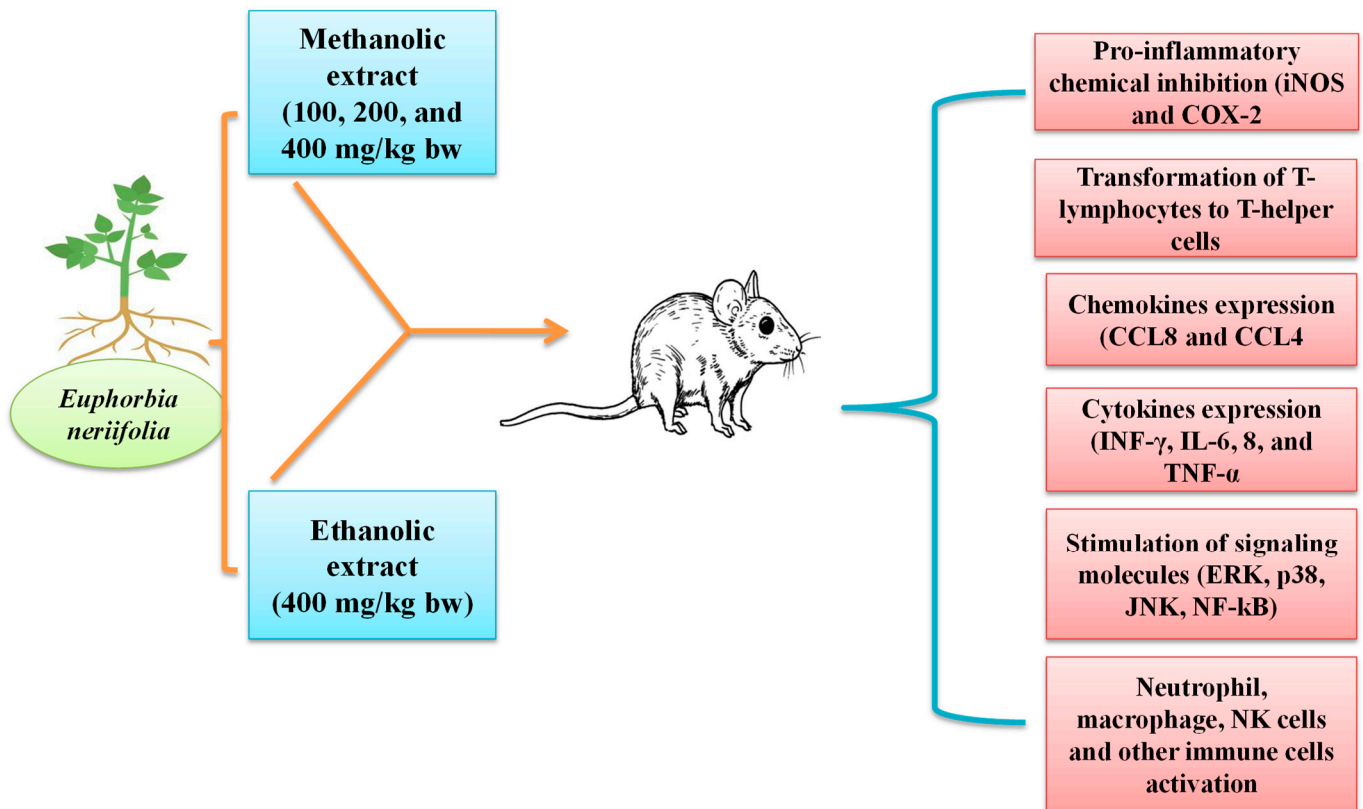 Methanolic
extract
(100, 200, and
400 mg/kg bw
Euphorbia
neriifolia
Ethanolic
extract
(400 mg/kg bw)
Pro-inflammatory
chemical inhibition (iNOS
and COX-2
Transformation of T-
lymphocytes to T-helper
cells
Chemokines expression
(CCL8 and CCL4
Cytokines expression
(INF-γ, IL-6, 8, and
TNF-α
Stimulation of signaling
molecules (ERK, p38,
JNK, NF-kB)
Neutrophil,
macrophage, NK cells
and other immune cells
activation